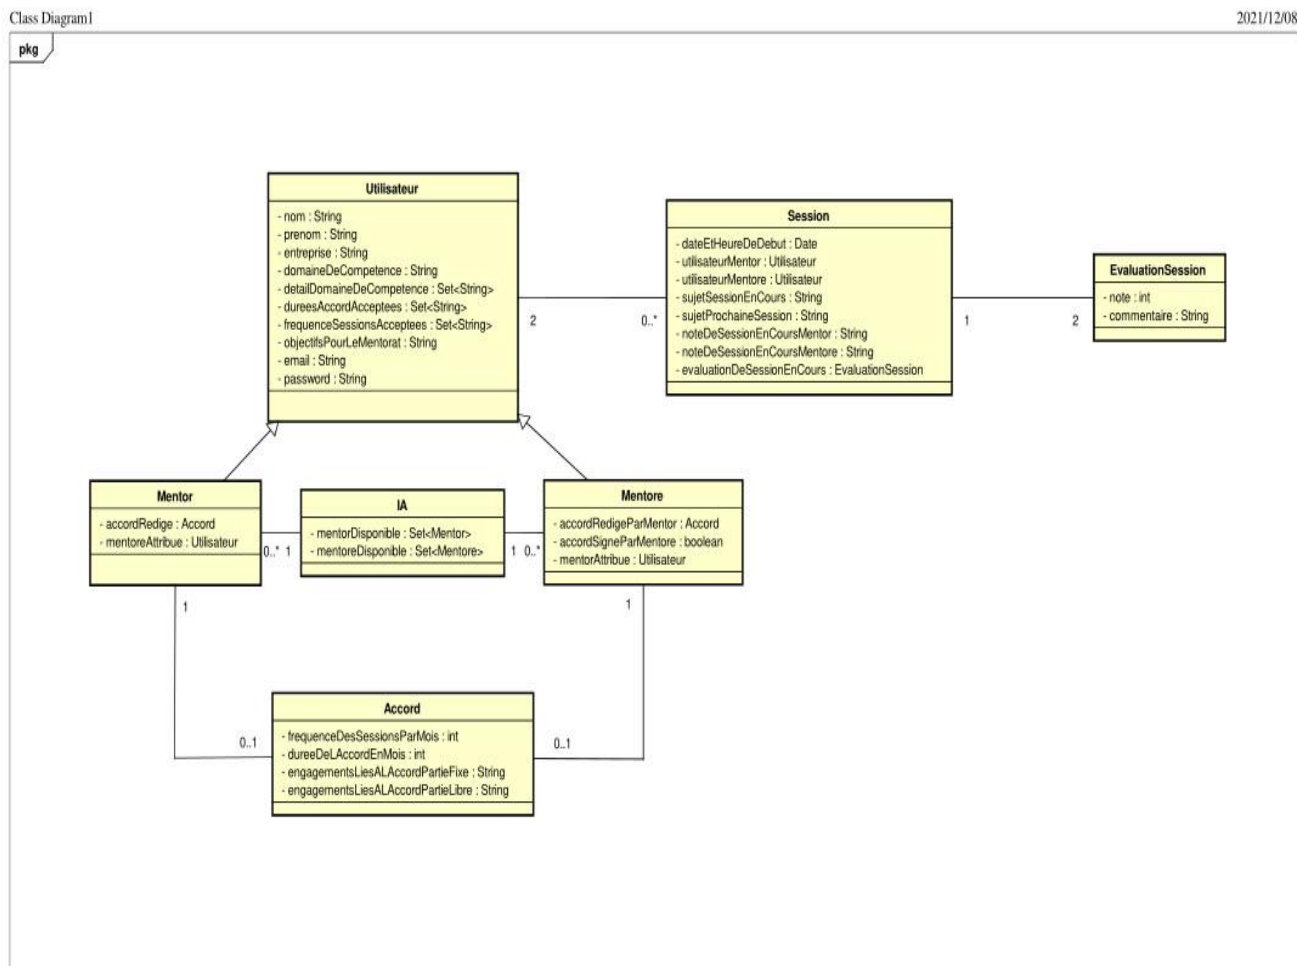 Class Diagram1
2021/12/08
pkg
Utilisateur
- nom : String
- prenom : String
- entreprise : String
- domaineDeCompetence : String
- detailDomaineDeCompetence : Set<String>
- dureesAccordAcceptees : Set<String>
- frequenceSessionsAcceptees : Set<String>
- objectifsPourLeMentorat : String
- email : String
- password : String
2
0..*
Session
- dateEtHeureDeDebut : Date
- utilisateurMentor : Utilisateur
- utilisateurMentore : Utilisateur
- sujetSessionEnCours : String
- sujetProchaineSession : String
- noteDeSessionEnCoursMentor : String
- noteDeSessionEnCoursMentore : String
- evaluationDeSessionEnCours : EvaluationSession
1
2
EvaluationSession
- note : int
- commentaire : String
Mentor
- accordRedige : Accord
- mentoreAttribue : Utilisateur
0..* 1
IA
- mentorDisponible : Set<Mentor>
- mentoreDisponible : Set<Mentore>
1 0..*
Mentore
- accordRedigeParMentor : Accord
- accordSigneParMentore : boolean
- mentorAttribue : Utilisateur
1
1
0..1
0..1
Accord
- frequenceDesSessionsParMois : int
- dureeDeLAccordEnMois : int
- engagementsLiesALAccordPartieFixe : String
- engagementsLiesALAccordPartieLibre : String